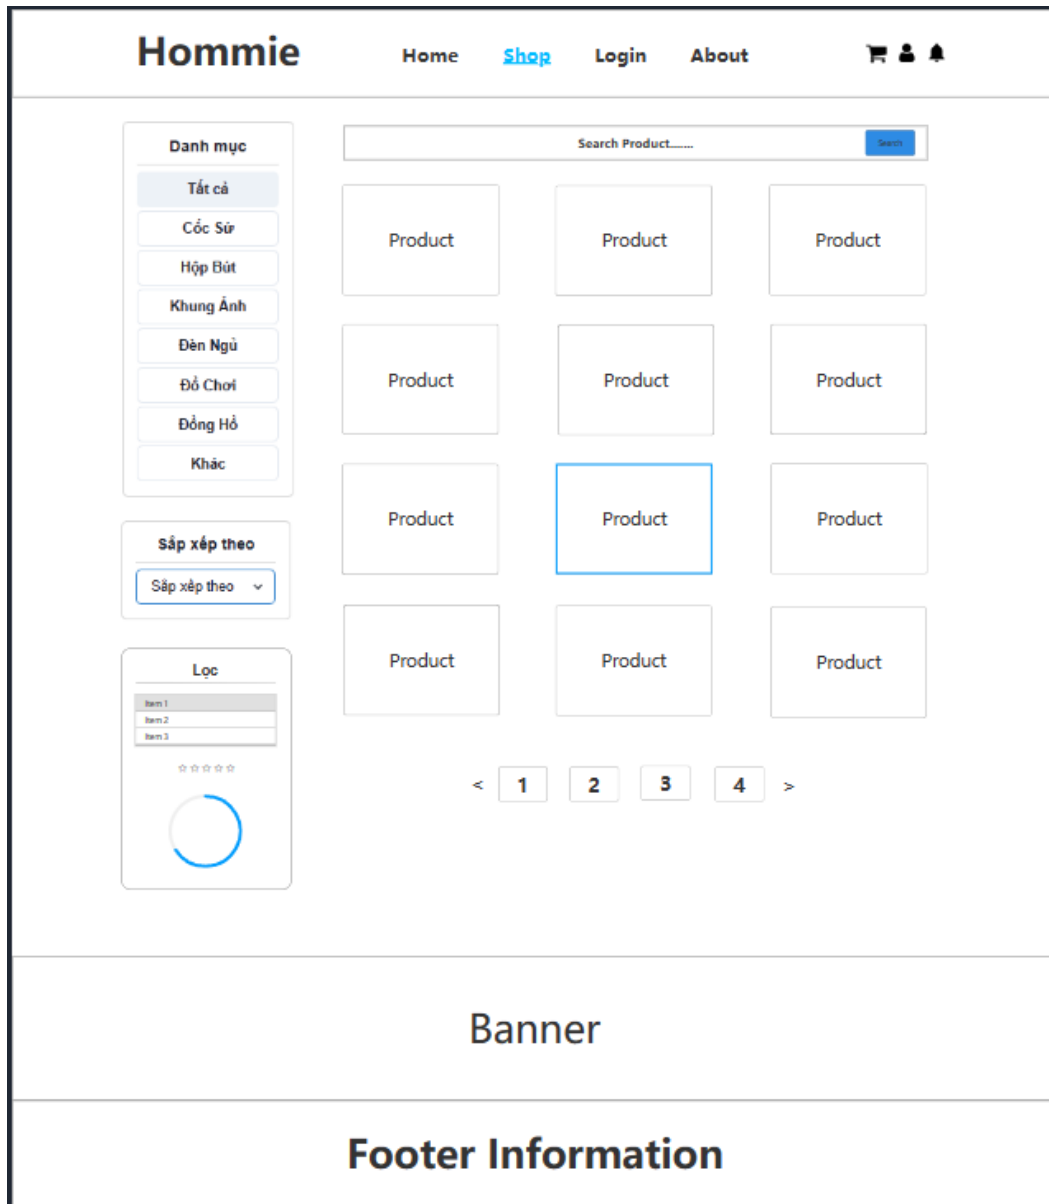 Hommie
Home Shop Login About
Danh mục
Tất cả
Cốc Sứ
Hộp Bút
Khung Ảnh
Đèn Ngủ
Đồ Chơi
Đồng Hồ
Khác
Sắp xếp theo
Sắp xếp theo
Lọc
Item 1
Item 2
Item 3
Search Product....... Search
Product Product Product
Product Product Product
Product Product Product
Product Product Product
< 1 2 3 4 >
Banner
Footer Information